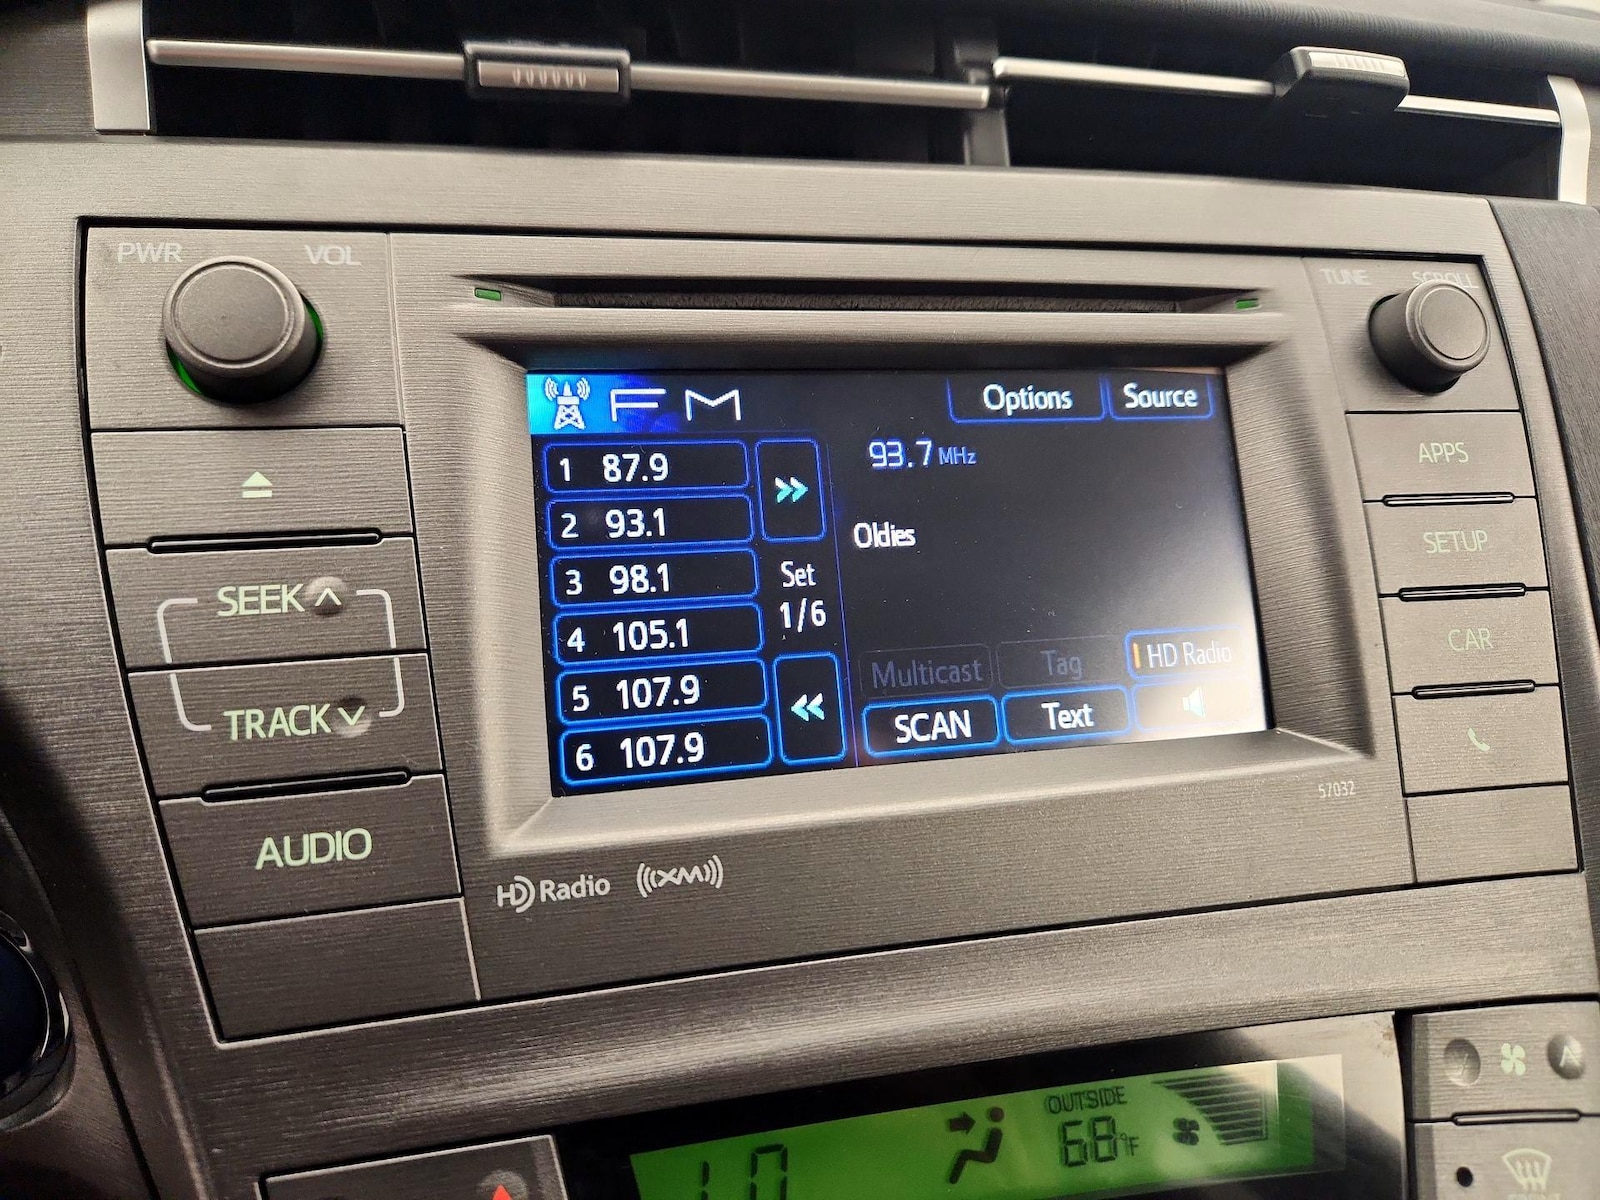 PWR VOL
TUNE SCROLL
FM Options Source
1 87.9
2 93.1
3 98.1
4 105.1
5 107.9
6 107.9
Set
1/6
93.7 MHz
Oldies
Multicast Tag HD Radio
SCAN Text
57032
SEEK
TRACK
AUDIO
APPS
SETUP
CAR
HD Radio XM
OUTSIDE
68°F